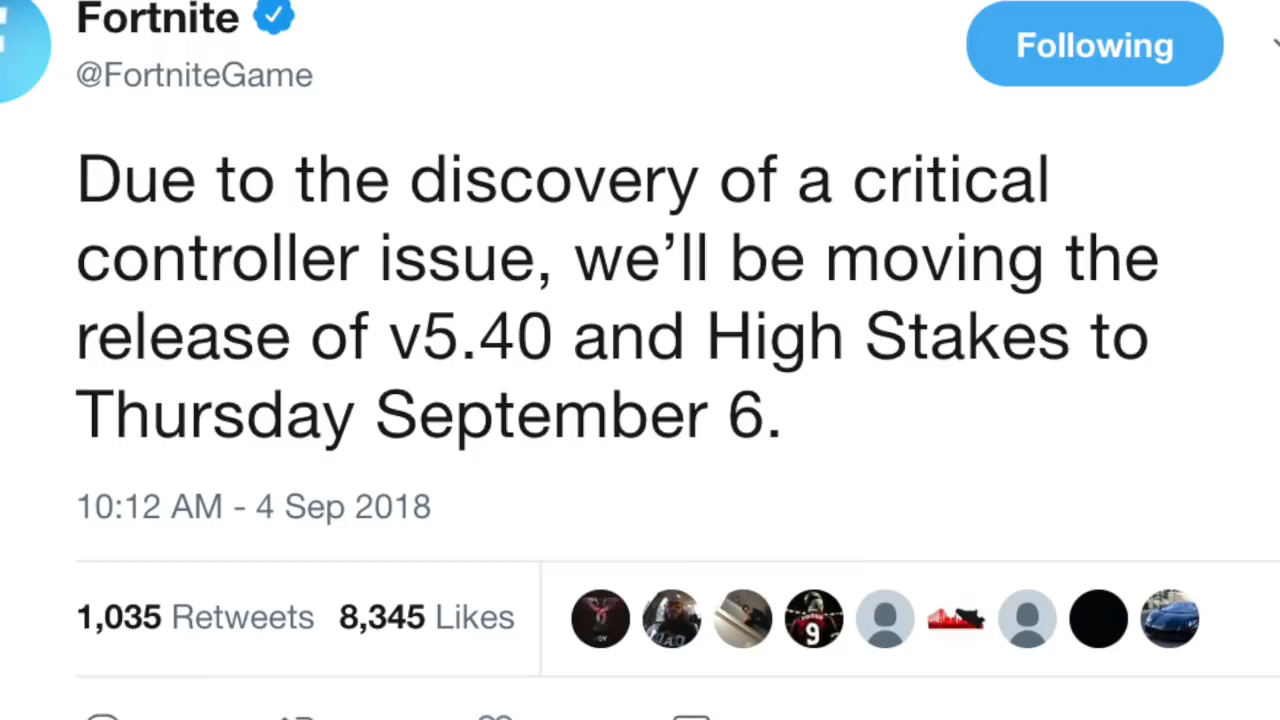 Fortnite
@FortniteGame
Following
Due to the discovery of a critical
controller issue, we’ll be moving the
release of v5.40 and High Stakes to
Thursday September 6.
10:12 AM - 4 Sep 2018
1,035 Retweets 8,345 Likes
9